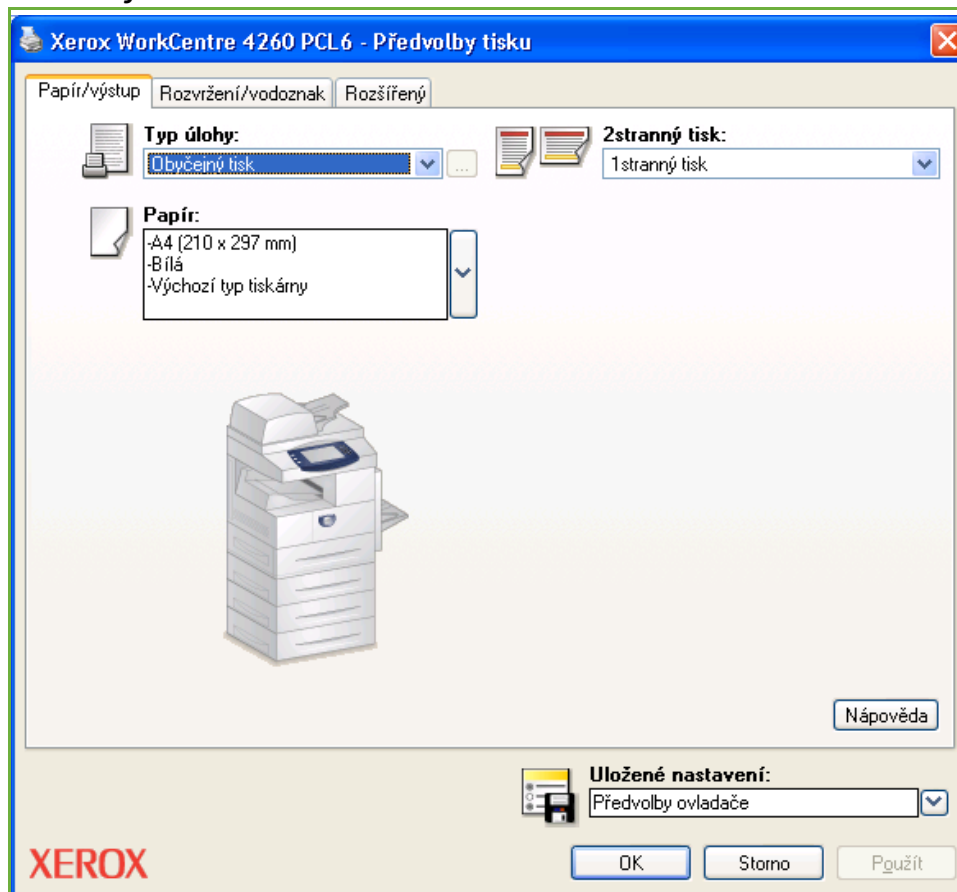 Xerox WorkCentre 4260 PCL6 - Předvolby tisku
Papír/výstup
Rozvržení/vodoznak
Rozšířený
Typ úlohy:
Obyčejný tisk
...
2stranný tisk:
1stranný tisk
Papír:
-A4 (210 x 297 mm)
-Bílá
-Výchozí typ tiskárny
Nápověda
Uložené nastavení:
Předvolby ovladače
XEROX
OK
Storno
Použít